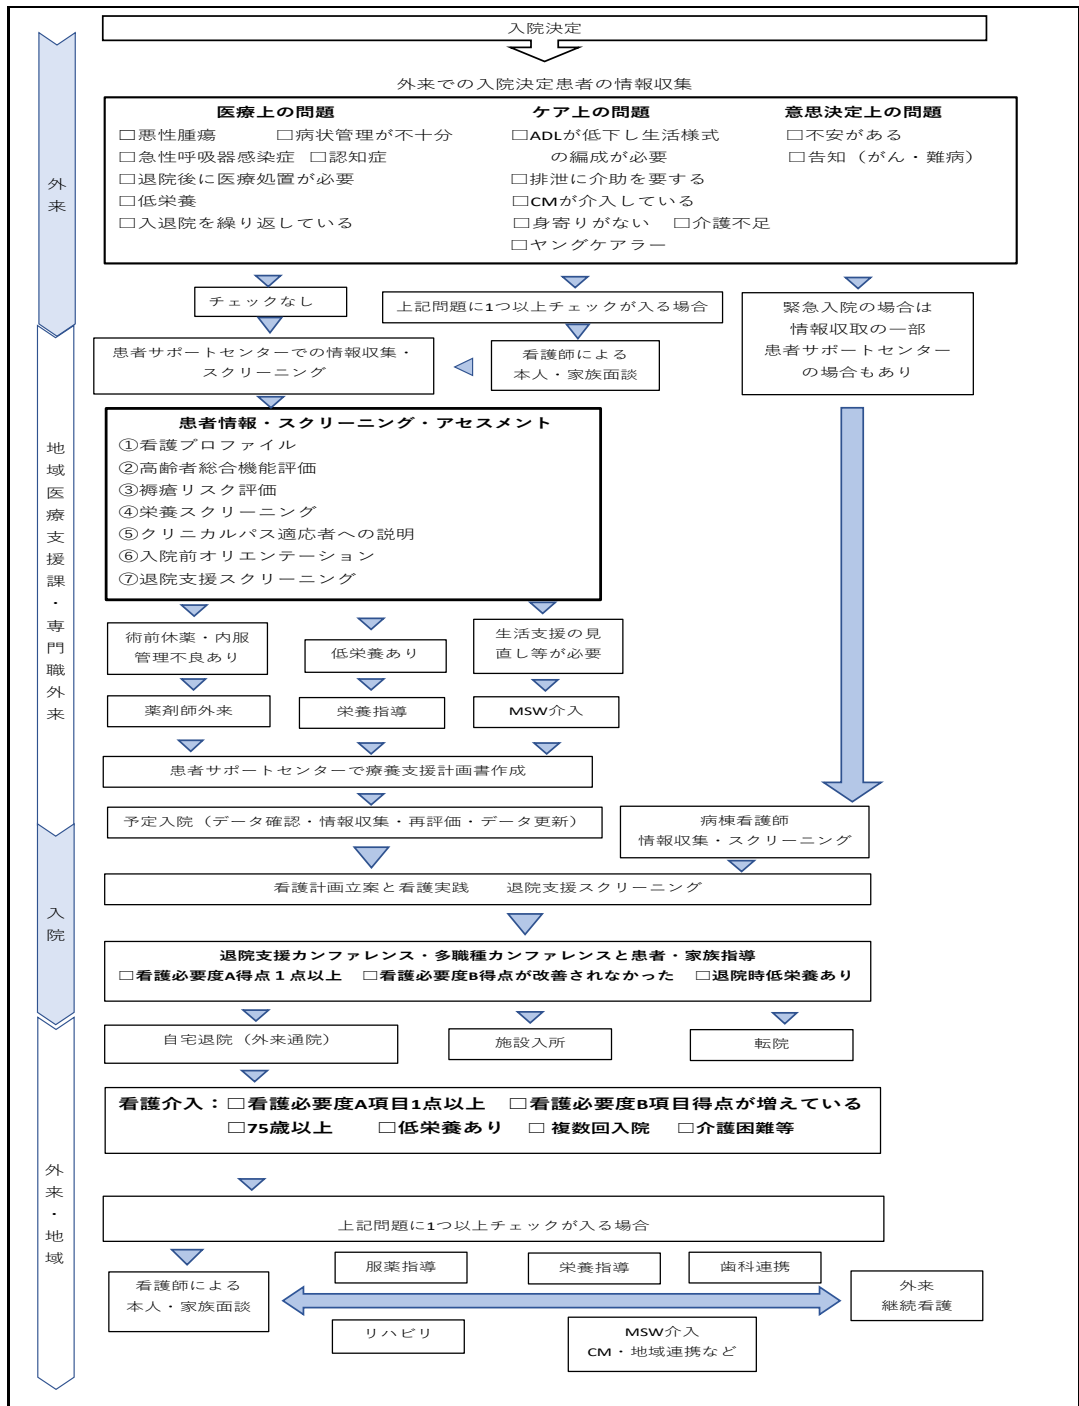 入院決定
外来での入院決定患者の情報収集
外来
医療上の問題
□悪性腫瘍 □病状管理が不十分
□急性呼吸器感染症 □認知症
□退院後に医療処置が必要
□低栄養
□入退院を繰り返している
ケア上の問題
□ADLが低下し生活様式
の編成が必要
□排泄に介助を要する
□CMが介入している
□身寄りがない □介護不足
□ヤングケアラー
意思決定上の問題
□不安がある
□告知（がん・難病）
チェックなし
上記問題に1つ以上チェックが入る場合
緊急入院の場合は
情報収取の一部
患者サポートセンター
の場合もあり
地域医療支援課・専門職外来
患者サポートセンターでの情報収集・
スクリーニング
看護師による
本人・家族面談
患者情報・スクリーニング・アセスメント
①看護プロファイル
②高齢者総合機能評価
③褥瘡リスク評価
④栄養スクリーニング
⑤クリニカルパス適応者への説明
⑥入院前オリエンテーション
⑦退院支援スクリーニング
術前休薬・内服
管理不良あり
低栄養あり
生活支援の見
直し等が必要
薬剤師外来
栄養指導
MSW介入
患者サポートセンターで療養支援計画書作成
予定入院（データ確認・情報収集・再評価・データ更新）
病棟看護師
情報収集・スクリーニング
入院
看護計画立案と看護実践 退院支援スクリーニング
退院支援カンファレンス・多職種カンファレンスと患者・家族指導
□看護必要度A得点１点以上 □看護必要度B得点が改善されなかった □退院時低栄養あり
外来・地域
自宅退院（外来通院）
施設入所
転院
看護介入：□看護必要度A項目1点以上 □看護必要度B項目得点が増えている
□75歳以上 □低栄養あり □複数回入院 □介護困難等
上記問題に1つ以上チェックが入る場合
服薬指導
栄養指導
歯科連携
看護師による
本人・家族面談
外来
継続看護
リハビリ
MSW介入
CM・地域連携など